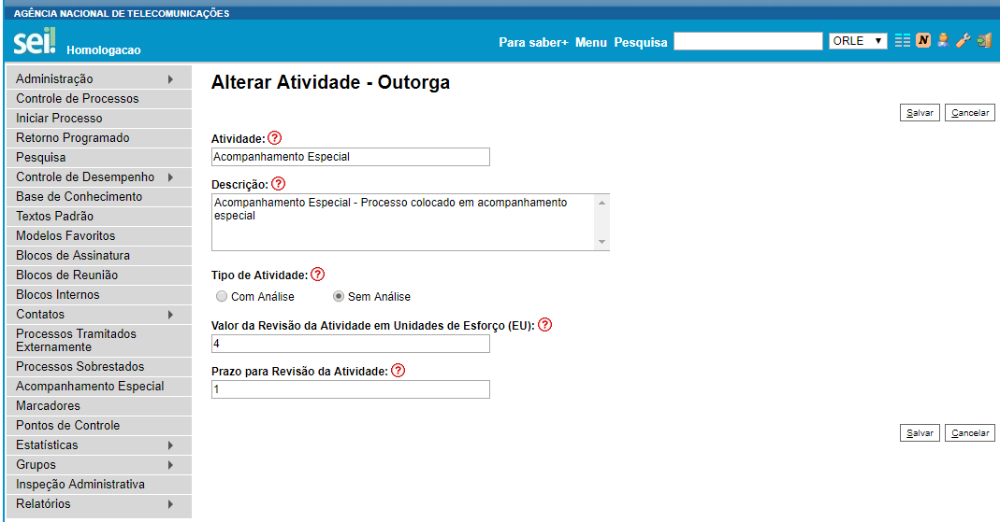 AGÊNCIA NACIONAL DE TELECOMUNICAÇÕES
sei!
Homologacao
Para saber+ Menu Pesquisa
ORLE
N
Administração
Controle de Processos
Iniciar Processo
Retorno Programado
Pesquisa
Controle de Desempenho
Base de Conhecimento
Textos Padrão
Modelos Favoritos
Blocos de Assinatura
Blocos de Reunião
Blocos Internos
Contatos
Processos Tramitados
Externamente
Processos Sobrestados
Acompanhamento Especial
Marcadores
Pontos de Controle
Estatísticas
Grupos
Inspeção Administrativa
Relatórios
Alterar Atividade - Outorga
Salvar Cancelar
Atividade: ?
Acompanhamento Especial
Descrição: ?
Acompanhamento Especial - Processo colocado em acompanhamento
especial
Tipo de Atividade: ?
Com Análise Sem Análise
Valor da Revisão da Atividade em Unidades de Esforço (EU): ?
4
Prazo para Revisão da Atividade: ?
1
Salvar Cancelar